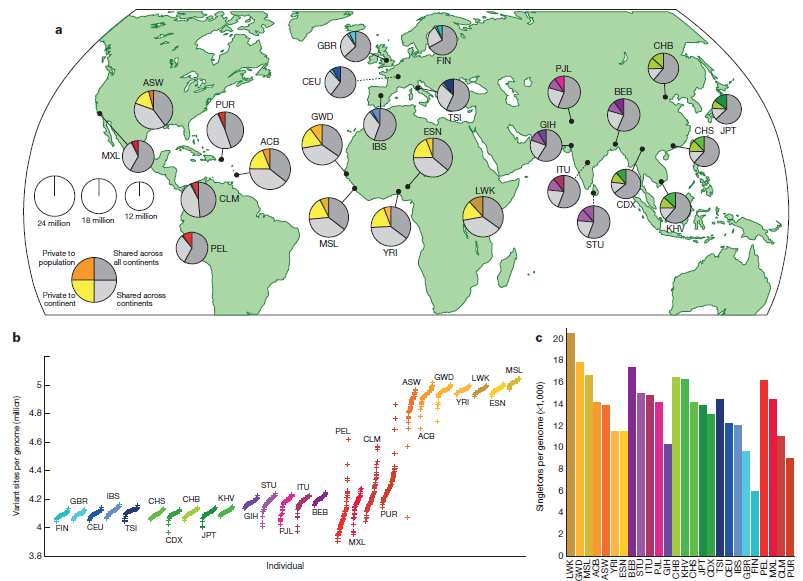 a
GBR
FIN
CHB
CEU
PJL
ASW
TSI
BEB
PUR
JPT
GWD
IBS
ESN
GIH
CHS
ACB
MXL
ITU
LWK
CDX
CLM
24 million
18 million
12 million
MSL
YRI
STU
KHV
PEL
Private to population
Shared across all continents
Private to continent
Shared across continents
b
Variant sites per genome (million)
5
4.8
4.6
4.4
4.2
4
3.8
FIN
GBR
CEU
IBS
TSI
CHS
CDX
CHB
JPT
KHV
GIH
STU
PJL
ITU
BEB
PEL
MXL
CLM
PUR
ASW
ACB
GWD
YRI
LWK
ESN
MSL
Individual
c
Singletons per genome (×1,000)
20
18
16
14
12
10
8
6
4
2
0
LWK
GWD
MSL
ACB
ASW
YRI
ESN
BEB
STU
ITU
PJL
GIH
CHB
KHV
CHS
JPT
CDX
TSI
CEU
IBS
GBR
FIN
PEL
MXL
CLM
PUR